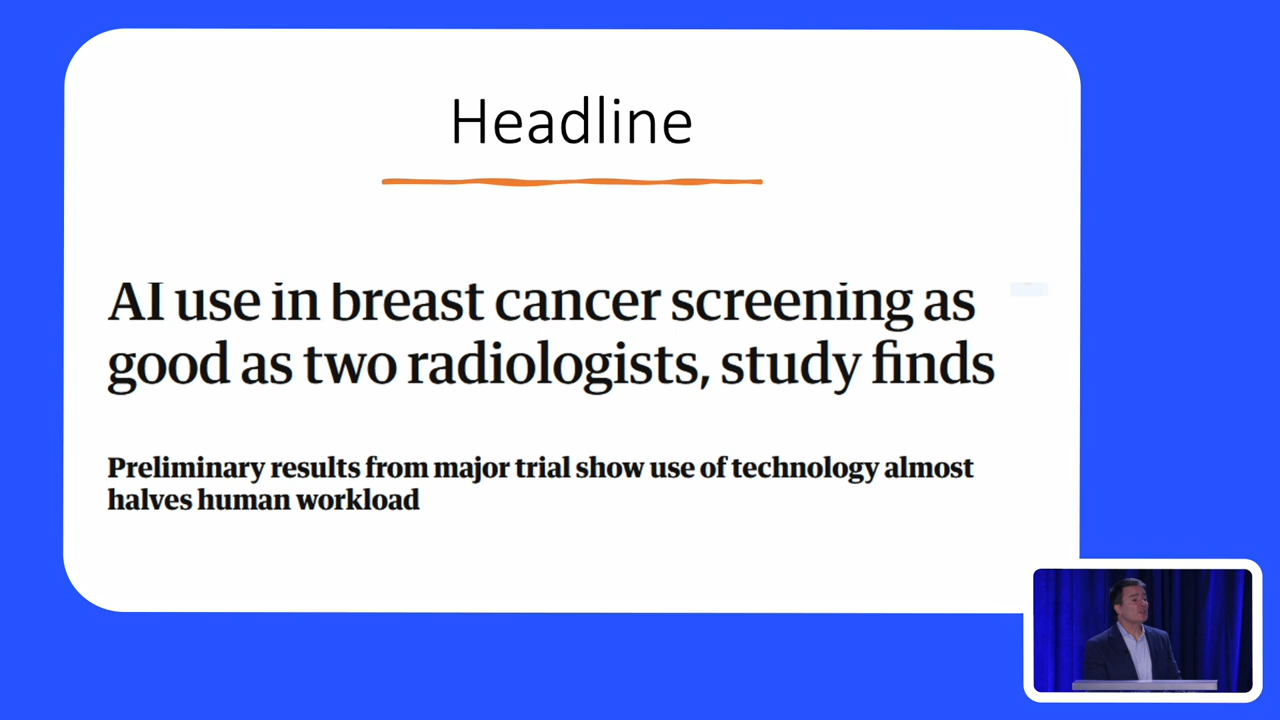 Headline
AI use in breast cancer screening as
good as two radiologists, study finds
Preliminary results from major trial show use of technology almost
halves human workload